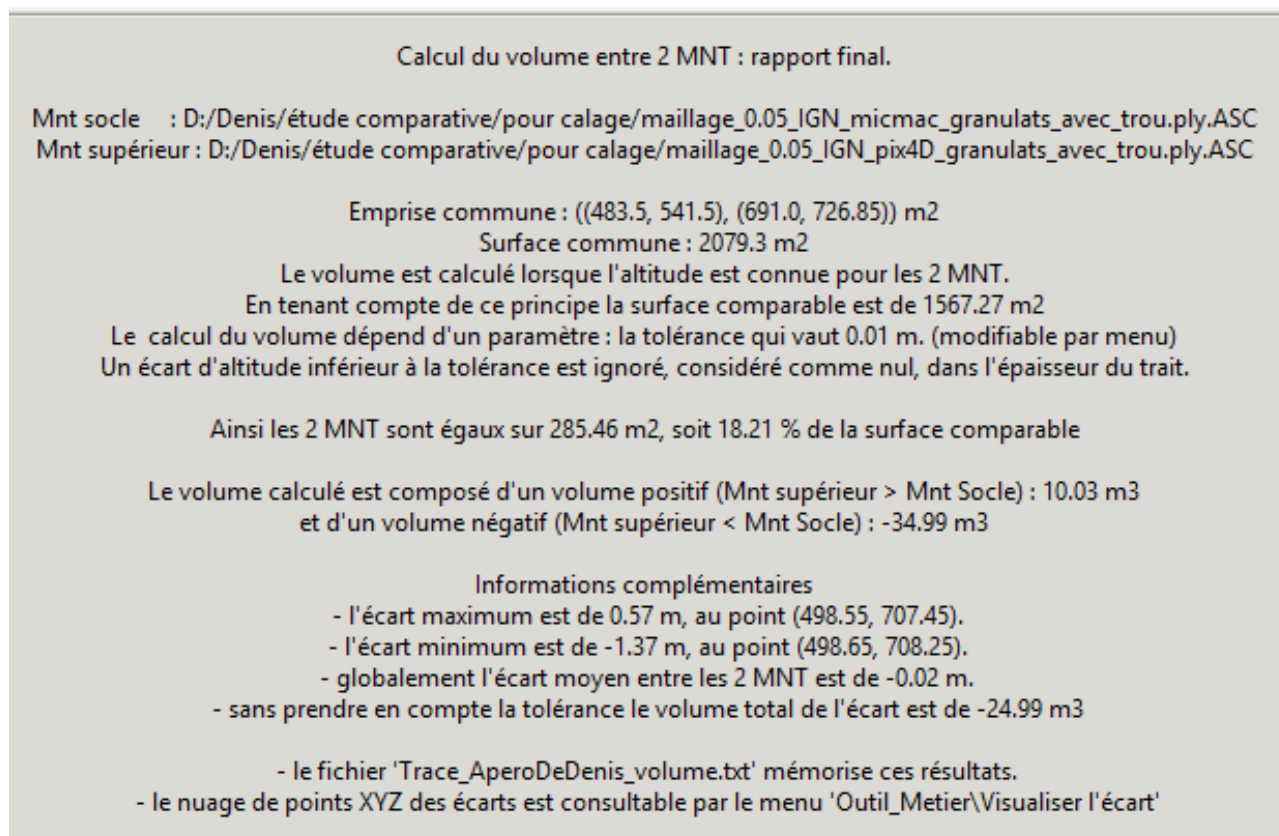 Calcul du volume entre 2 MNT : rapport final.
Mnt socle : D:/Denis/étude comparative/pour calage/maillage_0.05_IGN_micmac_granulats_avec_trou.ply.ASC
Mnt supérieur : D:/Denis/étude comparative/pour calage/maillage_0.05_IGN_pix4D_granulats_avec_trou.ply.ASC
Emprise commune : ((483.5, 541.5), (691.0, 726.85)) m2
Surface commune : 2079.3 m2
Le volume est calculé lorsque l'altitude est connue pour les 2 MNT.
En tenant compte de ce principe la surface comparable est de 1567.27 m2
Le calcul du volume dépend d'un paramètre : la tolérance qui vaut 0.01 m. (modifiable par menu)
Un écart d'altitude inférieur à la tolérance est ignoré, considéré comme nul, dans l'épaisseur du trait.
Ainsi les 2 MNT sont égaux sur 285.46 m2, soit 18.21 % de la surface comparable
Le volume calculé est composé d'un volume positif (Mnt supérieur > Mnt Socle) : 10.03 m3
et d'un volume négatif (Mnt supérieur < Mnt Socle) : -34.99 m3
Informations complémentaires
- l'écart maximum est de 0.57 m, au point (498.55, 707.45).
- l'écart minimum est de -1.37 m, au point (498.65, 708.25).
- globalement l'écart moyen entre les 2 MNT est de -0.02 m.
- sans prendre en compte la tolérance le volume total de l'écart est de -24.99 m3
- le fichier 'Trace_AperoDeDenis_volume.txt' mémorise ces résultats.
- le nuage de points XYZ des écarts est consultable par le menu 'Outil_Metier\Visualiser l'écart'